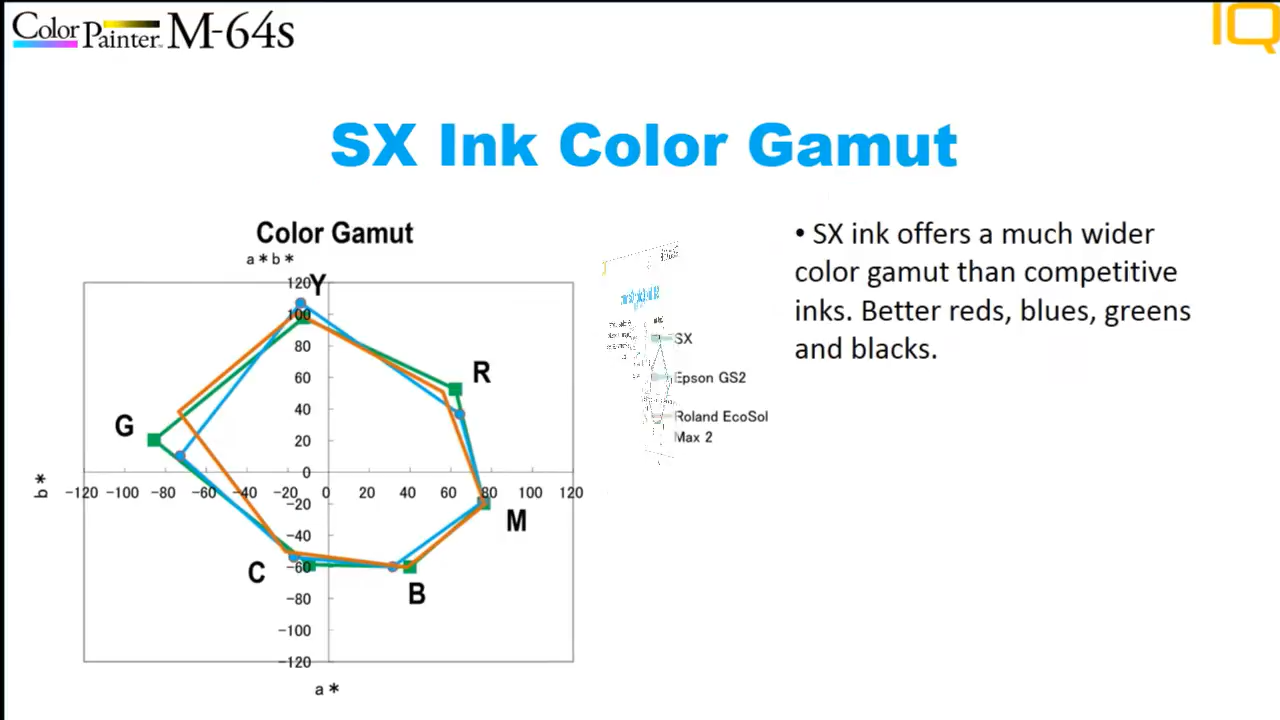 Color Painter™ M-64s
IQ
SX Ink Color Gamut
Color Gamut
a*b*
Y
R
G
M
C
B
120
100
80
60
40
20
0
-20
-40
-60
-80
-100
-120
-120 -100 -80 -60 -40 -20 0 20 40 60 80 100 120
b*
a*
SX
Epson GS2
Roland EcoSol
Max 2
• SX ink offers a much wider
color gamut than competitive
inks. Better reds, blues, greens
and blacks.